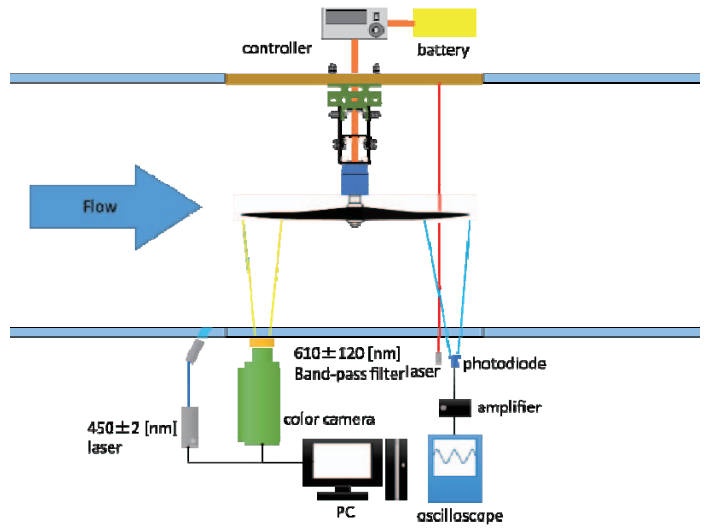 controller
battery
Flow
610±120 [nm]
Band-pass filter
laser
photodiode
450±2 [nm]
laser
color camera
amplifier
PC
oscilloscope